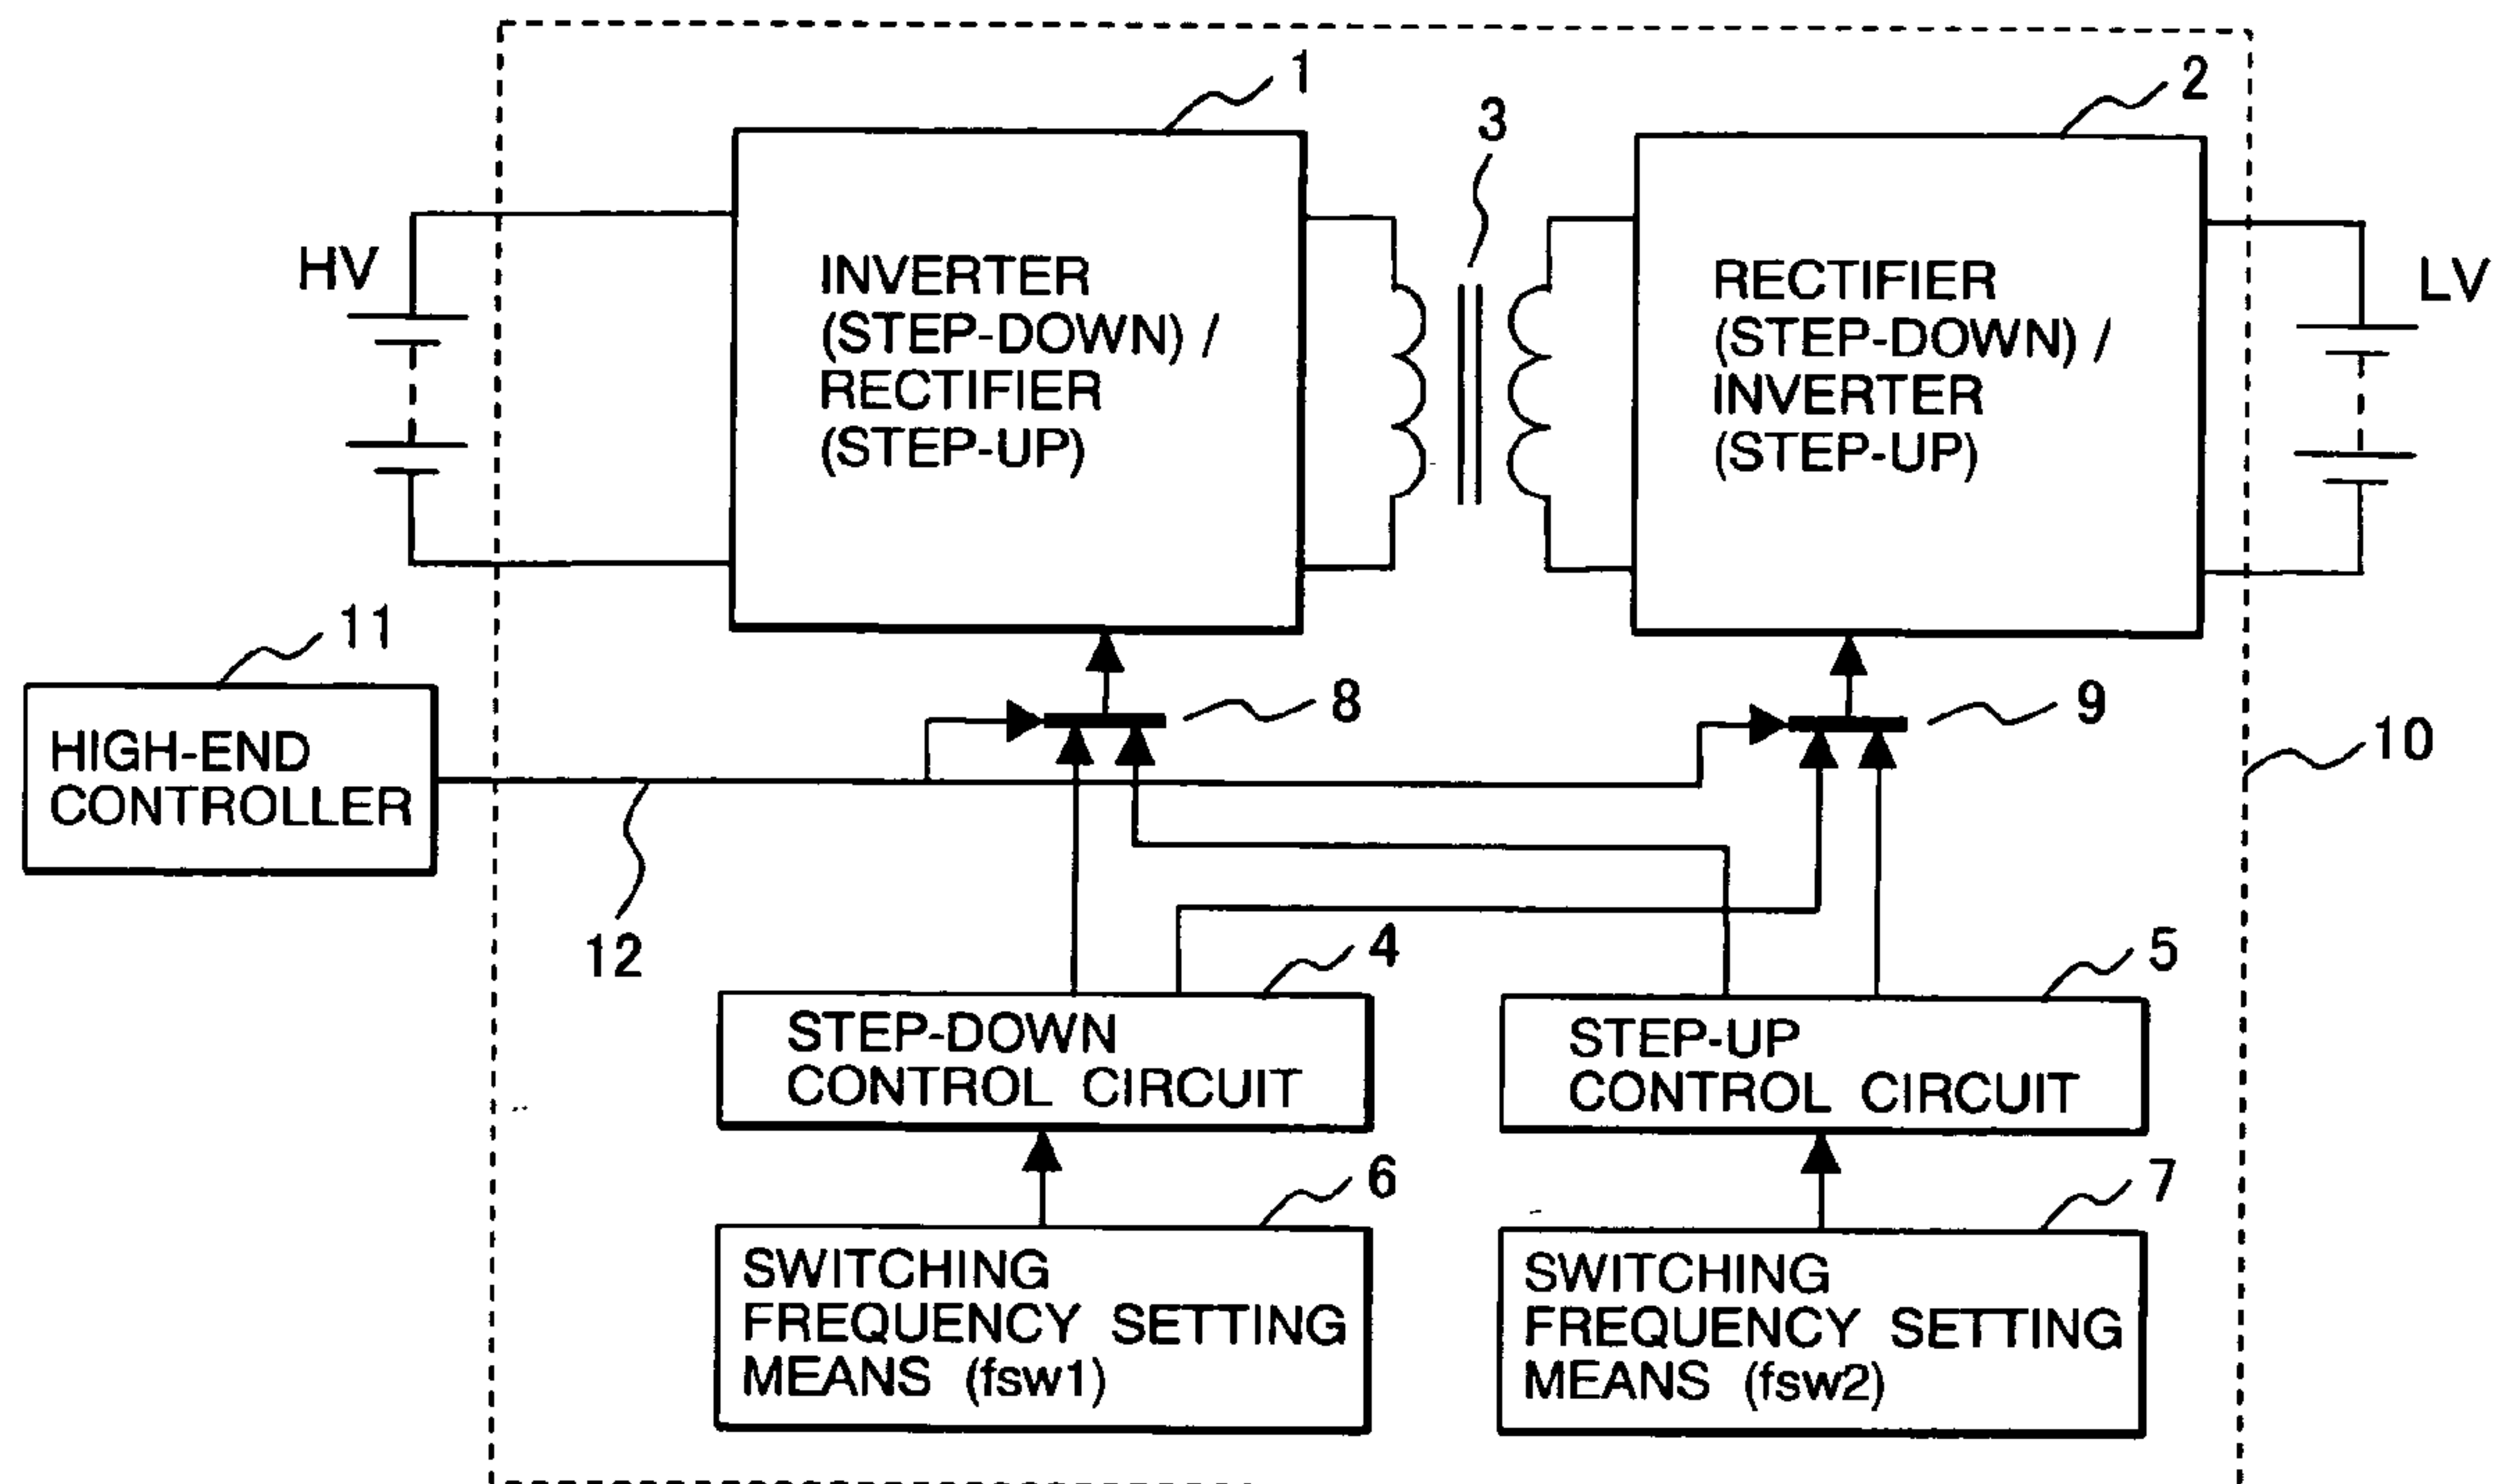 1
2
3
HV
INVERTER
(STEP-DOWN) /
RECTIFIER
(STEP-UP)
RECTIFIER
(STEP-DOWN) /
INVERTER
(STEP-UP)
LV
11
8
9
10
HIGH-END
CONTROLLER
12
4
5
STEP-DOWN
CONTROL CIRCUIT
STEP-UP
CONTROL CIRCUIT
6
7
SWITCHING
FREQUENCY SETTING
MEANS (fsw1)
SWITCHING
FREQUENCY SETTING
MEANS (fsw2)